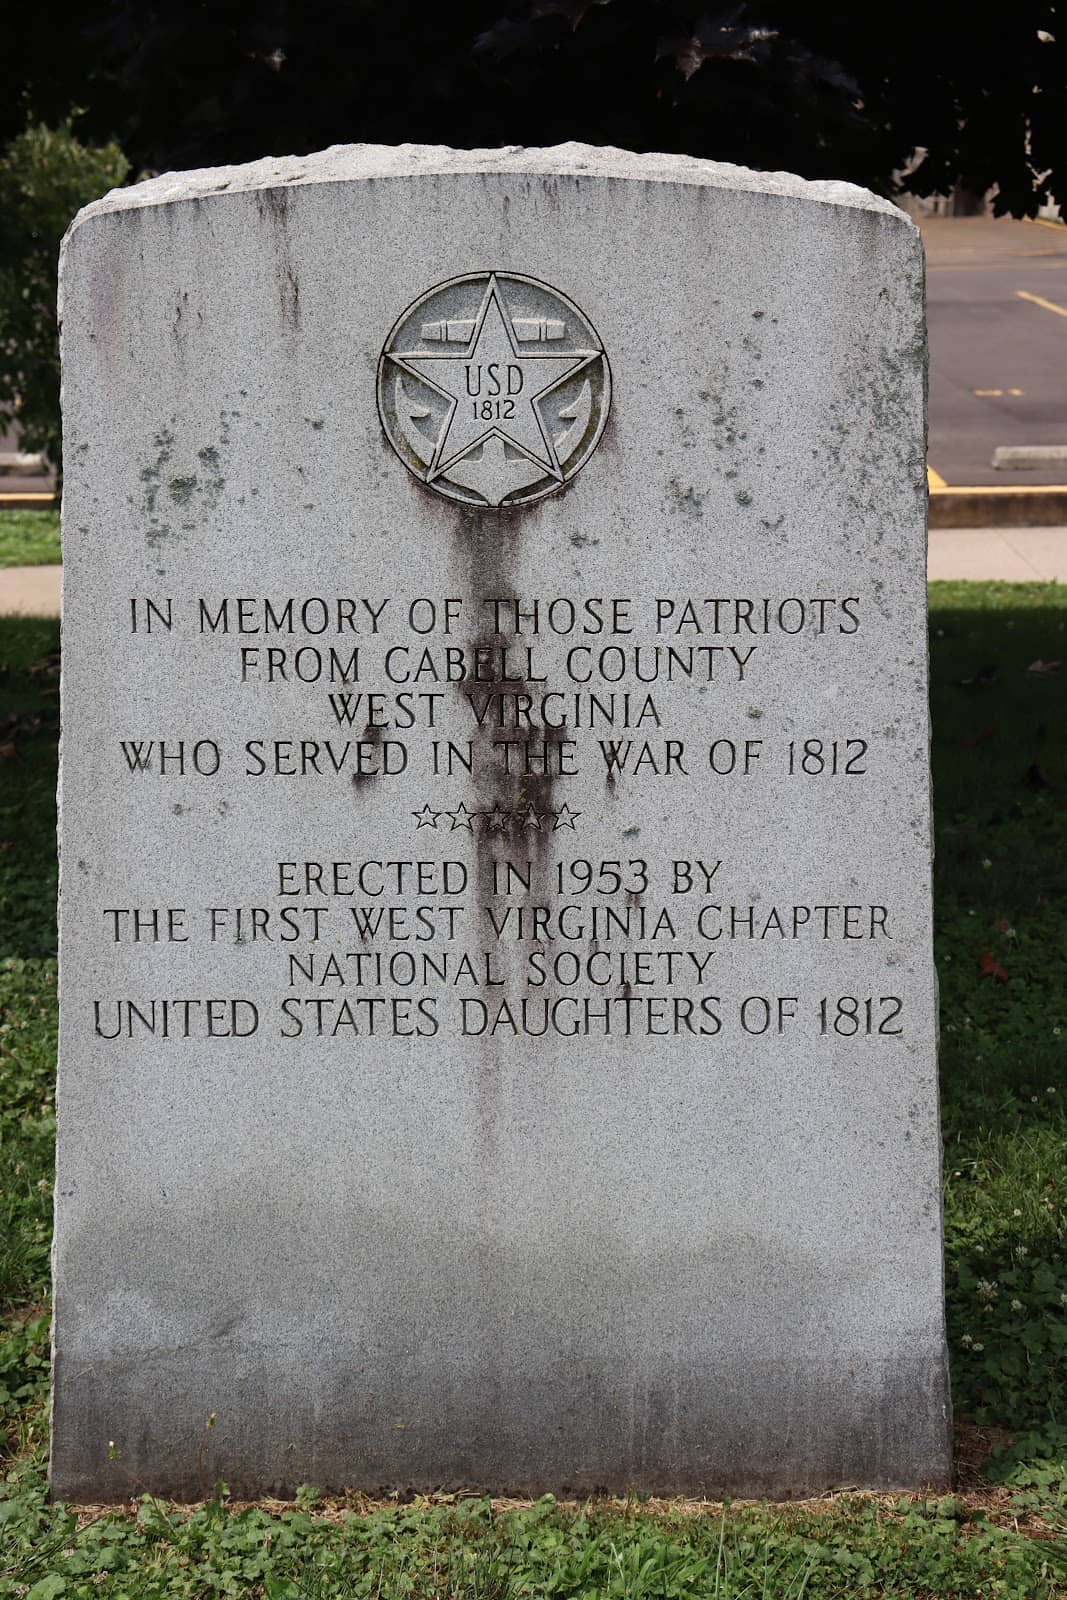 USD
1812
IN MEMORY OF THOSE PATRIOTS
FROM CABELL COUNTY
WEST VIRGINIA
WHO SERVED IN THE WAR OF 1812
☆☆☆☆☆
ERECTED IN 1953 BY
THE FIRST WEST VIRGINIA CHAPTER
NATIONAL SOCIETY
UNITED STATES DAUGHTERS OF 1812